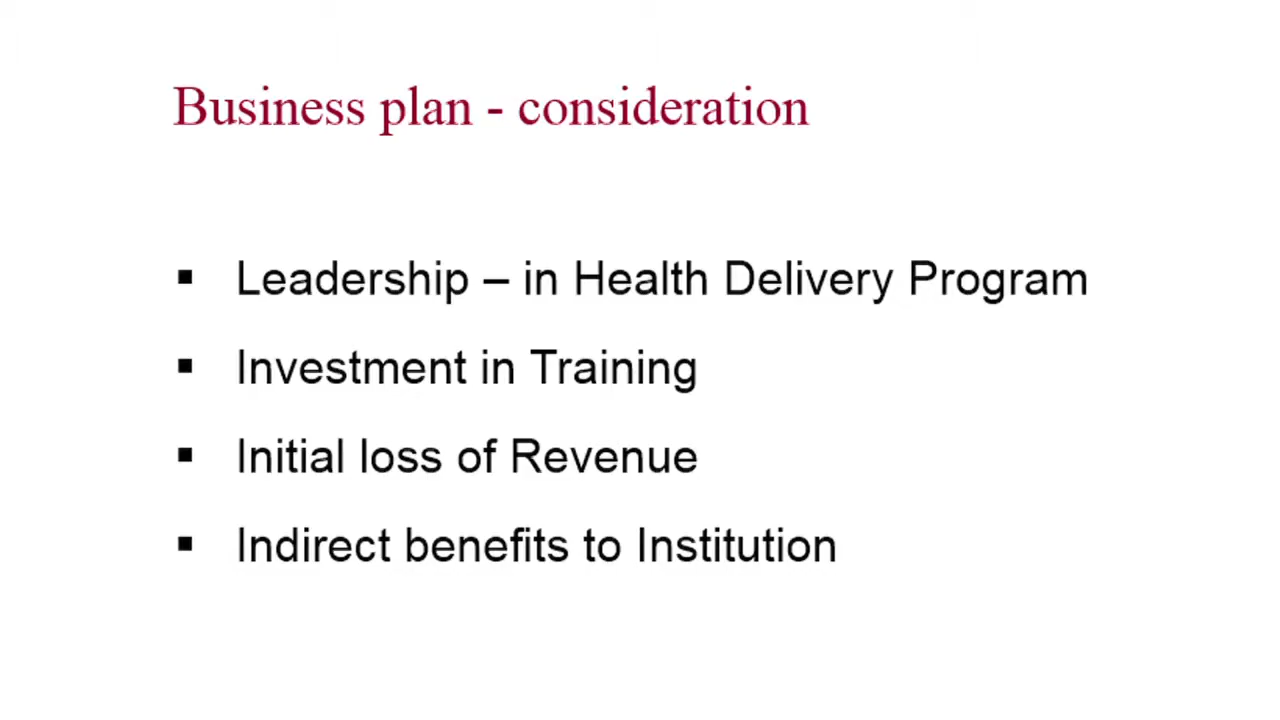 Business plan - consideration
▪ Leadership – in Health Delivery Program
▪ Investment in Training
▪ Initial loss of Revenue
▪ Indirect benefits to Institution